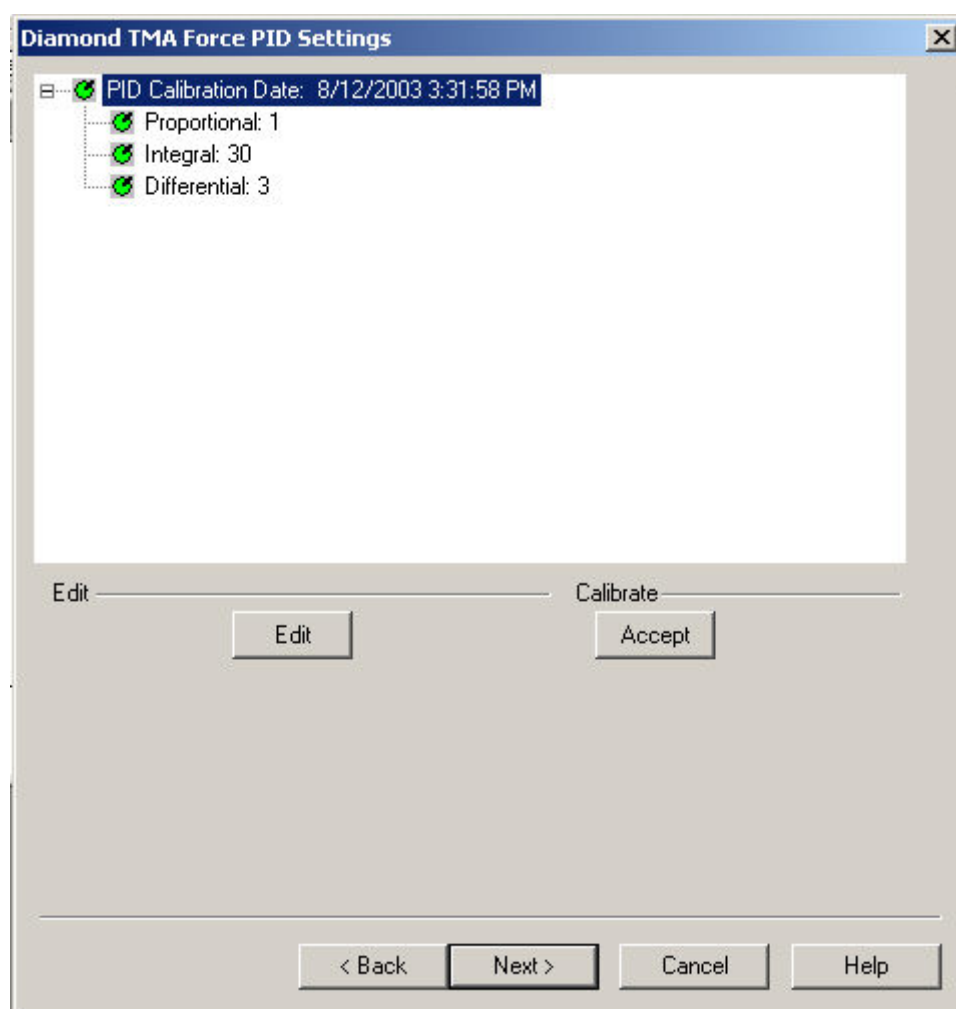 Diamond TMA Force PID Settings
PID Calibration Date: 8/12/2003 3:31:58 PM
Proportional: 1
Integral: 30
Differential: 3
Edit
Calibrate
Edit
Accept
< Back
Next >
Cancel
Help